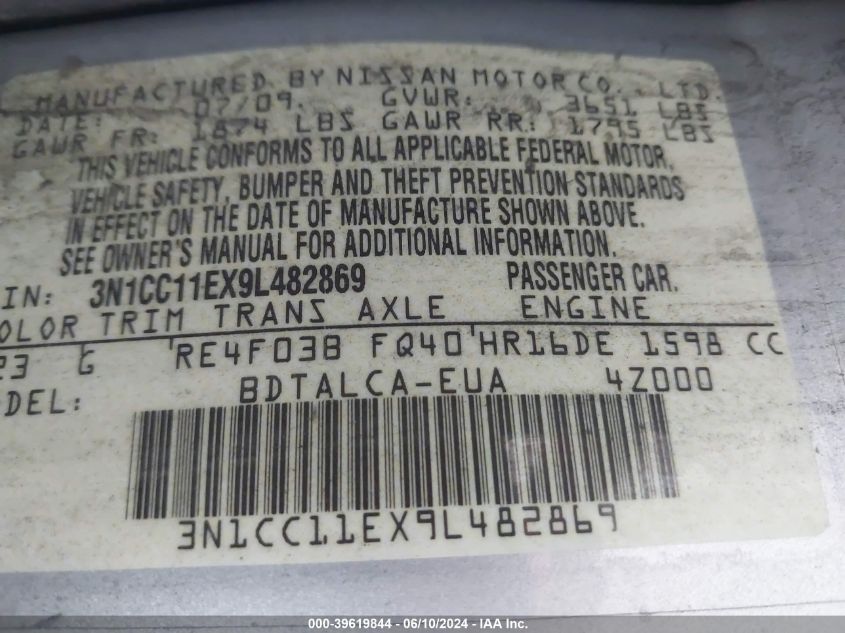 MANUFACTURED BY NISSAN MOTOR CO., LTD.
DATE: 07/09. GVWR: 3651 LBS
GAWR FR: 1874 LBS GAWR RR: 1795 LBS
THIS VEHICLE CONFORMS TO ALL APPLICABLE FEDERAL MOTOR,
VEHICLE SAFETY, BUMPER AND THEFT PREVENTION STANDARDS
IN EFFECT ON THE DATE OF MANUFACTURE SHOWN ABOVE.
SEE OWNER'S MANUAL FOR ADDITIONAL INFORMATION.
IN: 3N1CC11EX9L482869 PASSENGER CAR.
OLOR TRIM TRANS AXLE ENGINE
23 G RE4F03B FQ40 HR16DE 1598 CC
DEL: BDTALCA-EUA 4Z000
3N1CC11EX9L482869
000-39619844 - 06/10/2024 - IAA Inc.